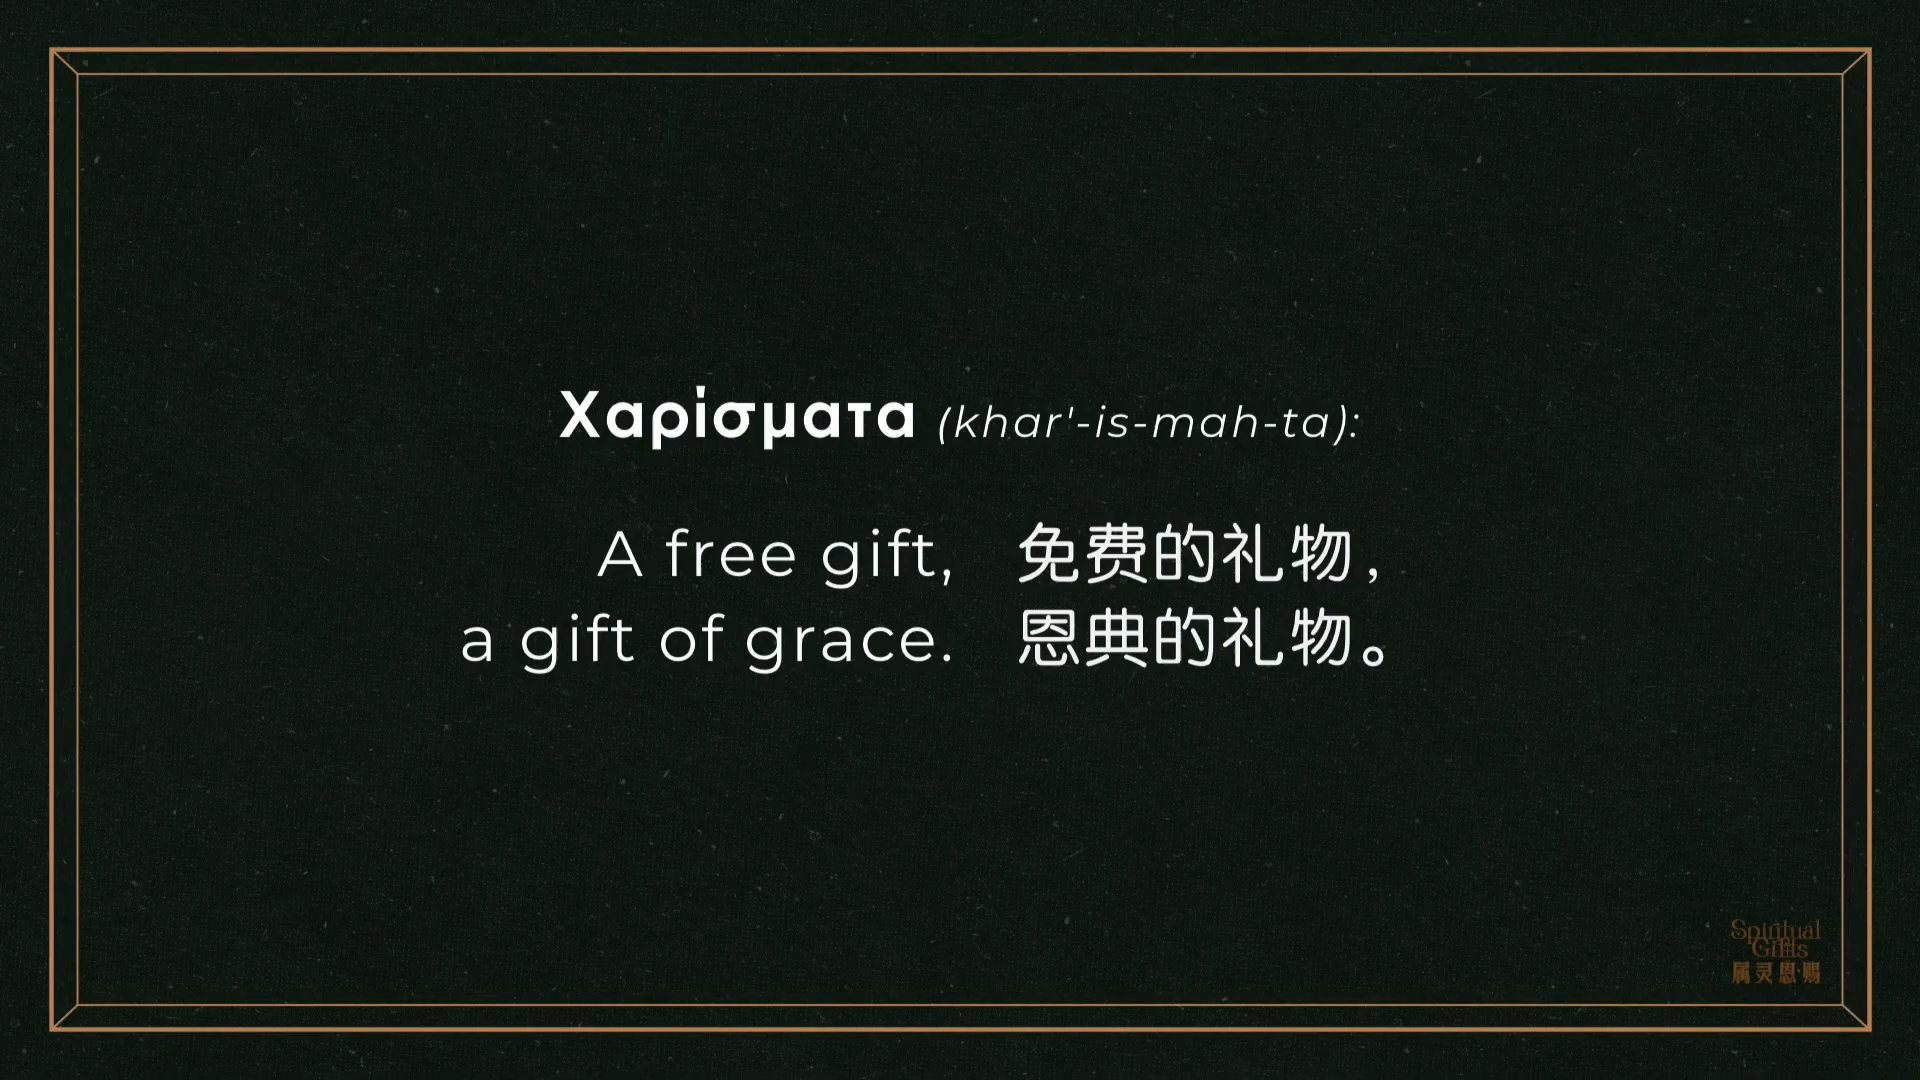 Χαρίσματα (khar'-is-mah-ta):
A free gift, 免费的礼物，
a gift of grace. 恩典的礼物。
Spiritual
Gifts
属灵恩赐